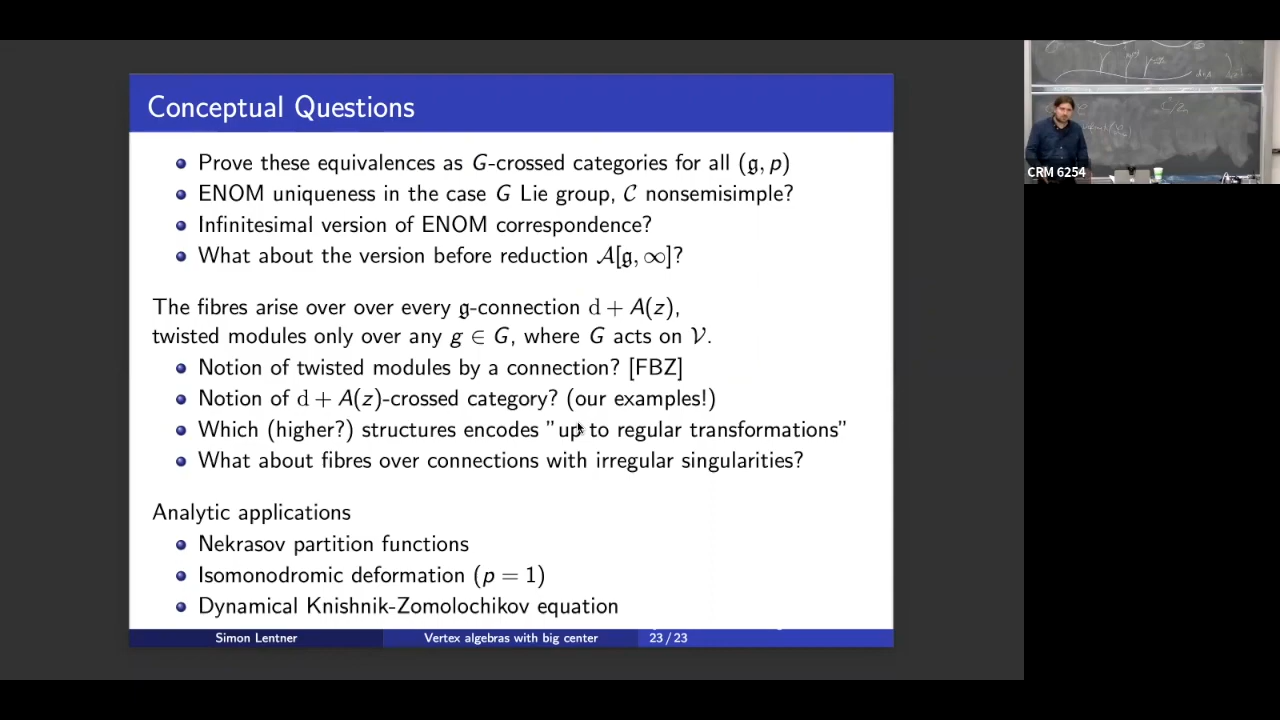 Conceptual Questions
Prove these equivalences as G-crossed categories for all (𝔤, p)
ENOM uniqueness in the case G Lie group, 𝒞 nonsemisimple?
Infinitesimal version of ENOM correspondence?
What about the version before reduction 𝒜[𝔤, ∞]?
The fibres arise over over every 𝔤-connection d + A(z),
twisted modules only over any g ∈ G, where G acts on 𝒱.
Notion of twisted modules by a connection? [FBZ]
Notion of d + A(z)-crossed category? (our examples!)
Which (higher?) structures encodes "up to regular transformations"
What about fibres over connections with irregular singularities?
Analytic applications
Nekrasov partition functions
Isomonodromic deformation (p = 1)
Dynamical Knishnik-Zomolochikov equation
Simon Lentner Vertex algebras with big center 23 / 23
CRM 6254